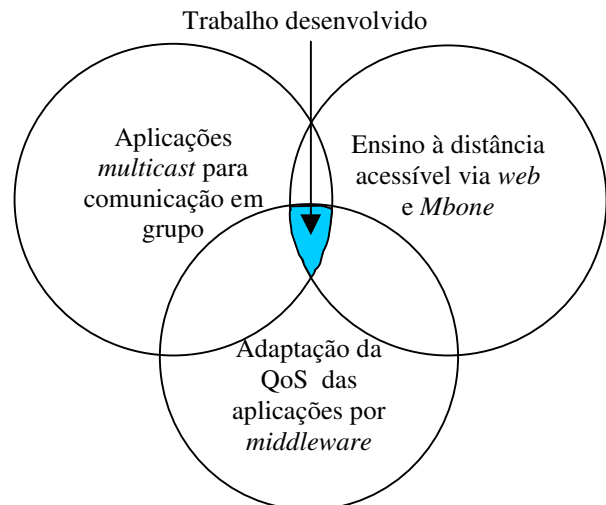 Trabalho desenvolvido
Aplicações
multicast para
comunicação em
grupo
Ensino à distância
acessível via web
e Mbone
Adaptação da
QoS das
aplicações por
middleware